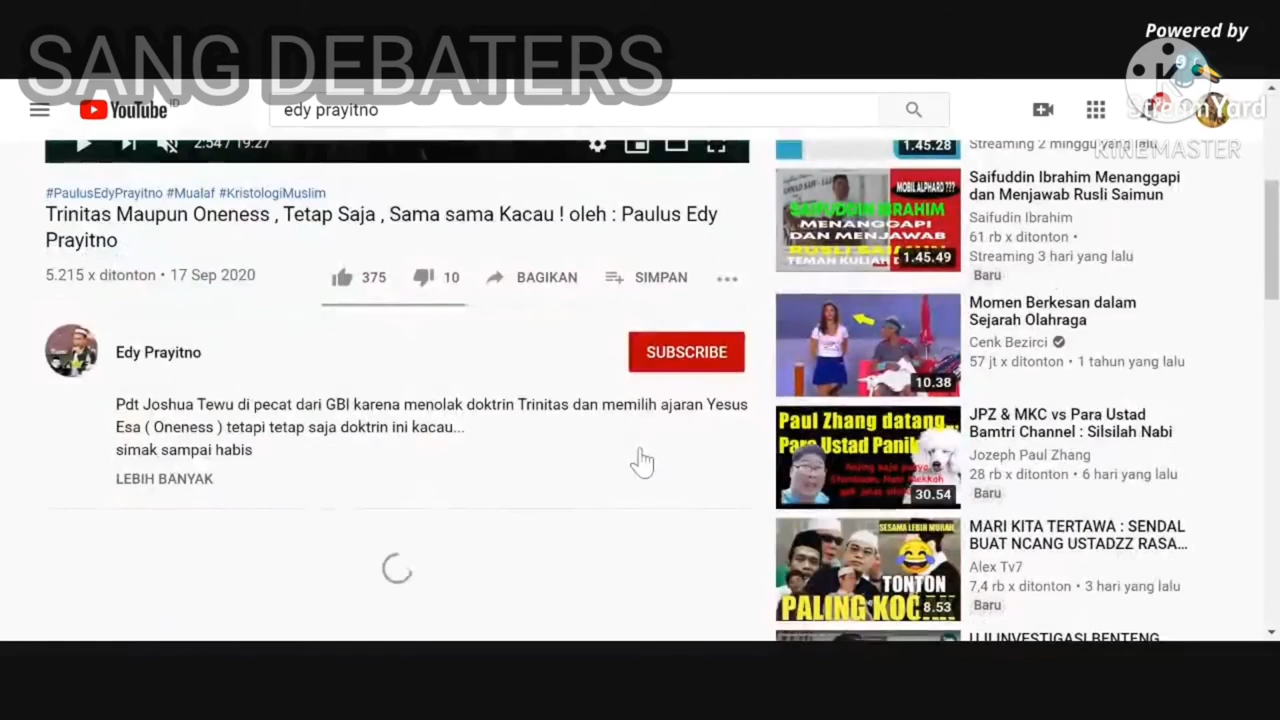 Powered by
SANG DEBATERS
YouTube ID
edy prayitno
StreamYard
KINEMASTER
2:54 / 19:27
#PaulusEdyPrayitno #Mualaf #KristologiMuslim
Trinitas Maupun Oneness , Tetap Saja , Sama sama Kacau ! oleh : Paulus Edy
Prayitno
5.215 x ditonton • 17 Sep 2020
375
10
BAGIKAN
SIMPAN
Edy Prayitno
SUBSCRIBE
Pdt Joshua Tewu di pecat dari GBI karena menolak doktrin Trinitas dan memilih ajaran Yesus
Esa ( Oneness ) tetapi tetap saja doktrin ini kacau...
simak sampai habis
LEBIH BANYAK
1.45.28
Streaming 2 minggu yang lalu
MOBIL ALPHARD ???
SAIFUDDIN IBRAHIM
MENANGGAPI
DAN MENJAWAB
RUSLI SAIMUN
1.45.49
Saifuddin Ibrahim Menanggapi
dan Menjawab Rusli Saimun
Saifudin Ibrahim
61 rb x ditonton •
Streaming 3 hari yang lalu
Baru
10.38
Momen Berkesan dalam
Sejarah Olahraga
Cenk Bezirci
57 jt x ditonton • 1 tahun yang lalu
Paul Zhang datang...
Para Ustad Panik
30.54
JPZ & MKC vs Para Ustad
Bamtri Channel : Silsilah Nabi
Jozeph Paul Zhang
28 rb x ditonton • 6 hari yang lalu
Baru
SESAMA LEBIH MURAH
TONTON
PALING KOCAK
8.53
MARI KITA TERTAWA : SENDAL
BUAT NCANG USTADZZ RASA...
Alex Tv7
7,4 rb x ditonton • 3 hari yang lalu
Baru
UJI INVESTIGASI BENTENG